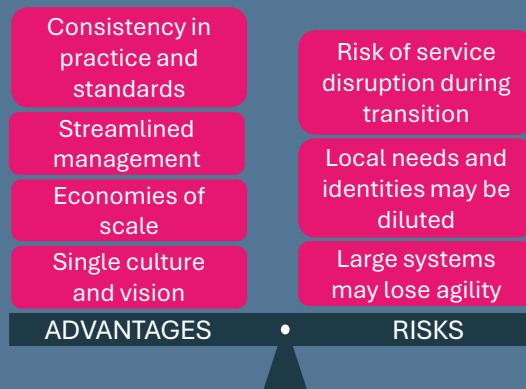 Consistency in
practice and
standards
Streamlined
management
Economies of
scale
Single culture
and vision
ADVANTAGES
Risk of service
disruption during
transition
Local needs and
identities may be
diluted
Large systems
may lose agility
RISKS